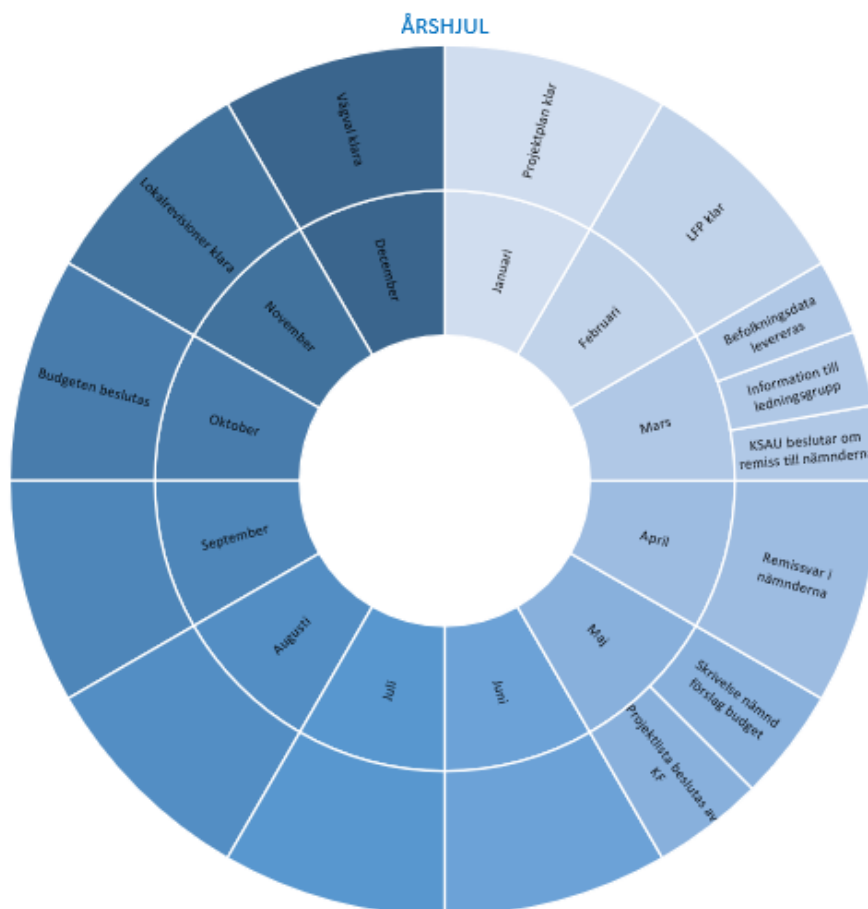 ÅRSHJUL
Projektplan klar
Januari
LFP klar
Februari
Befolkningsdata
levereras
Information till
ledningsgrupp
KSAU beslutar om
remiss till nämndern
Mars
Remissvar i
nämnderna
April
Skrivelse nämnd
förslag budget
Projektlista beslutas av
KF
Maj
Juni
Juli
Augusti
September
Budgeten beslutas
Oktober
Lokalrevisioner klara
November
Vägval klara
December